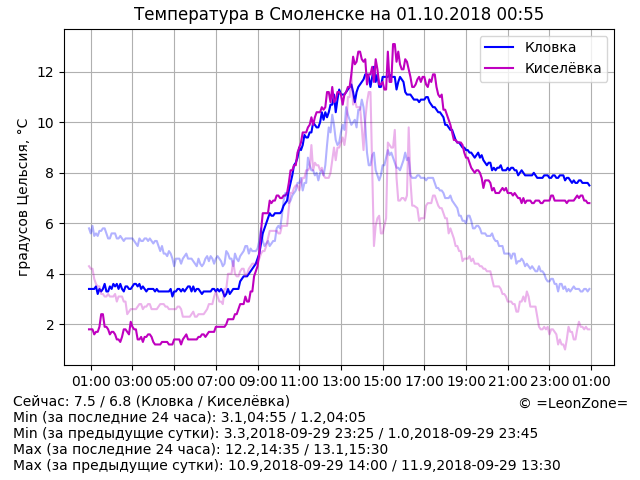 Температура в Смоленске на 01.10.2018 00:55
Кловка
Киселёвка
градусов Цельсия, °C
12
10
8
6
4
2
01:00 03:00 05:00 07:00 09:00 11:00 13:00 15:00 17:00 19:00 21:00 23:00 01:00
Сейчас: 7.5 / 6.8 (Кловка / Киселёвка)
© =LeonZone=
Min (за последние 24 часа): 3.1,04:55 / 1.2,04:05
Min (за предыдущие сутки): 3.3,2018-09-29 23:25 / 1.0,2018-09-29 23:45
Max (за последние 24 часа): 12.2,14:35 / 13.1,15:30
Max (за предыдущие сутки): 10.9,2018-09-29 14:00 / 11.9,2018-09-29 13:30